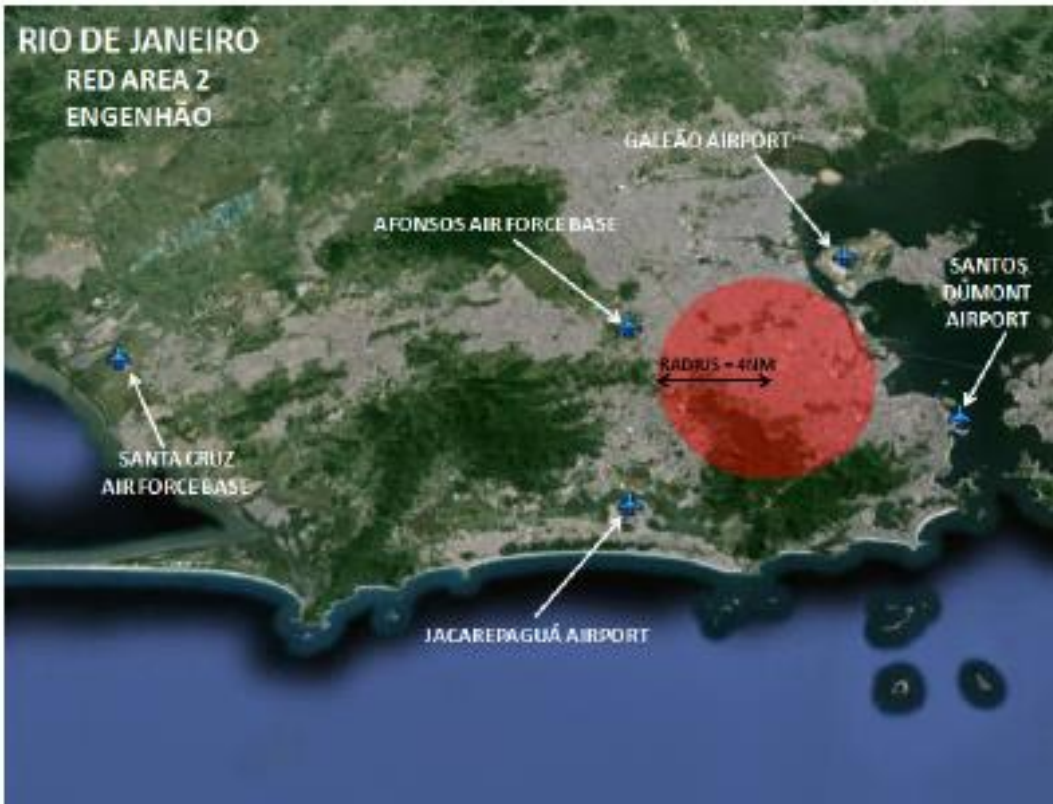 RIO DE JANEIRO
RED AREA 2
ENGENHÃO
GALEÃO AIRPORT
AFONSOS AIR FORCE BASE
SANTOS
DUMONT
AIRPORT
RADIUS = 4NM
SANTA CRUZ
AIR FORCE BASE
JACAREPAGUÁ AIRPORT